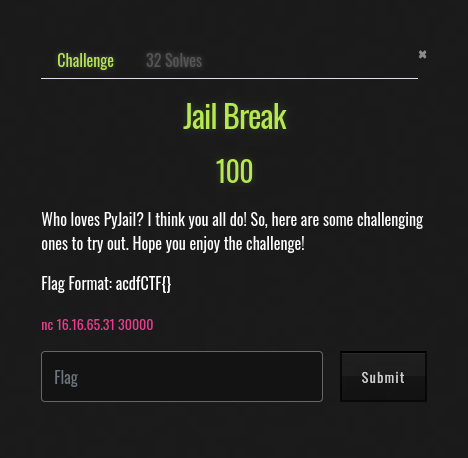 Challenge 32 Solves ×
Jail Break
100
Who loves PyJail? I think you all do! So, here are some challenging
ones to try out. Hope you enjoy the challenge!
Flag Format: acdfCTF{}
nc 16.16.65.31 30000
Flag Submit